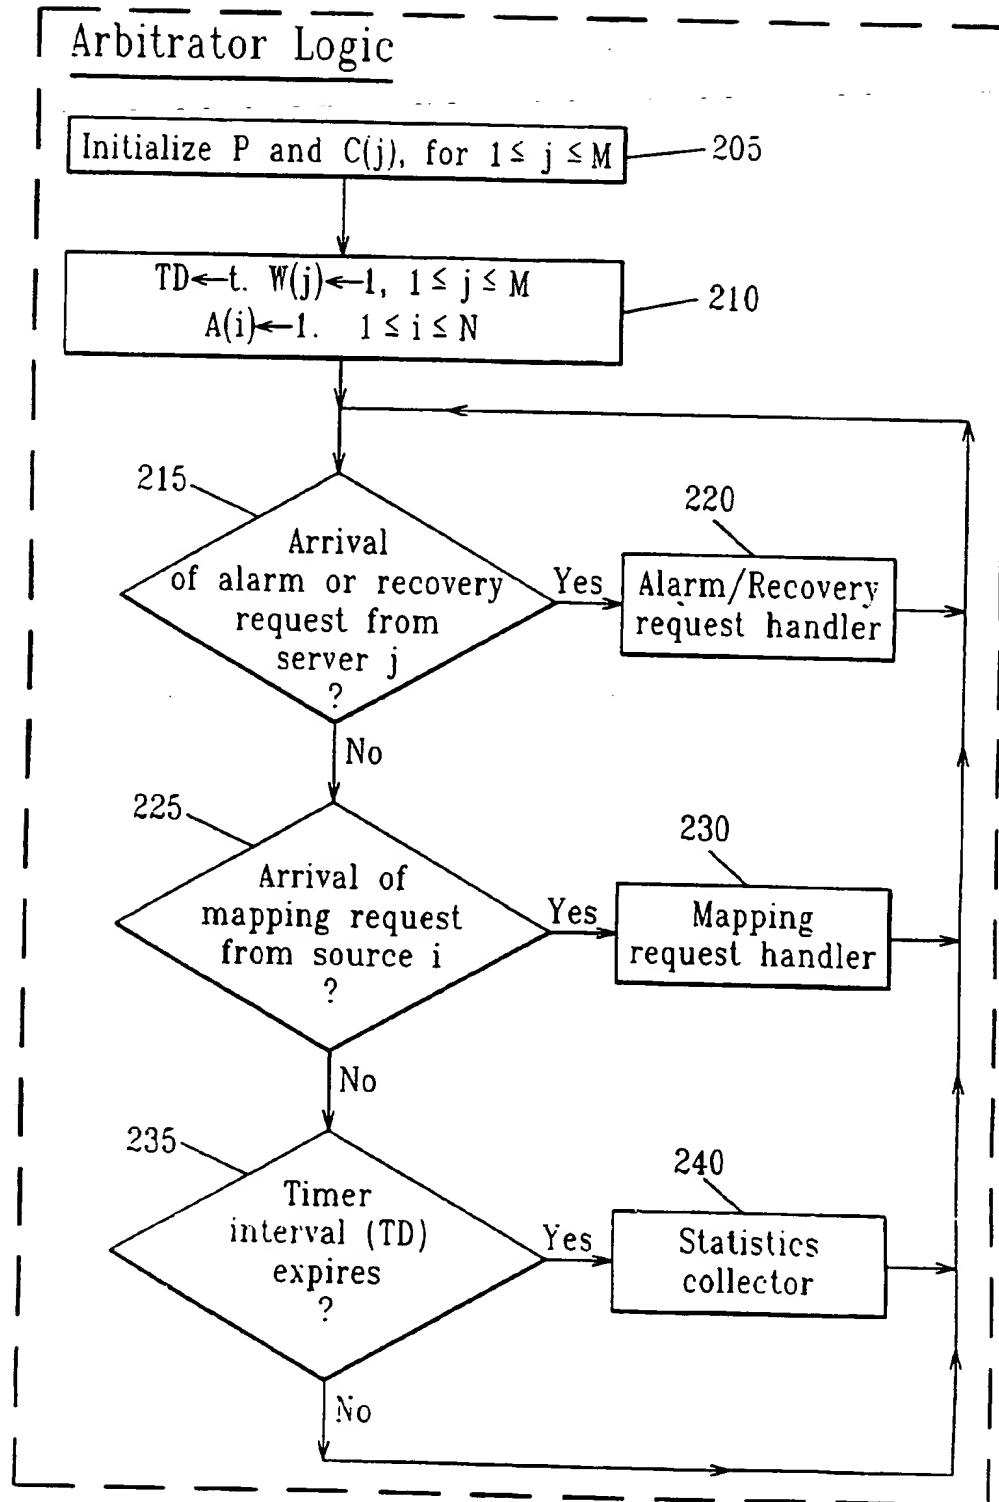 Arbitrator Logic
Initialize P and C(j), for 1 ≤ j ≤ M
205
TD←t. W(j)←1, 1 ≤ j ≤ M
A(i)←1. 1 ≤ i ≤ N
210
215
Arrival
of alarm or recovery
request from
server j
?
Yes
220
Alarm/Recovery
request handler
No
225
Arrival of
mapping request
from source i
?
Yes
230
Mapping
request handler
No
235
Timer
interval (TD)
expires
?
Yes
240
Statistics
collector
No